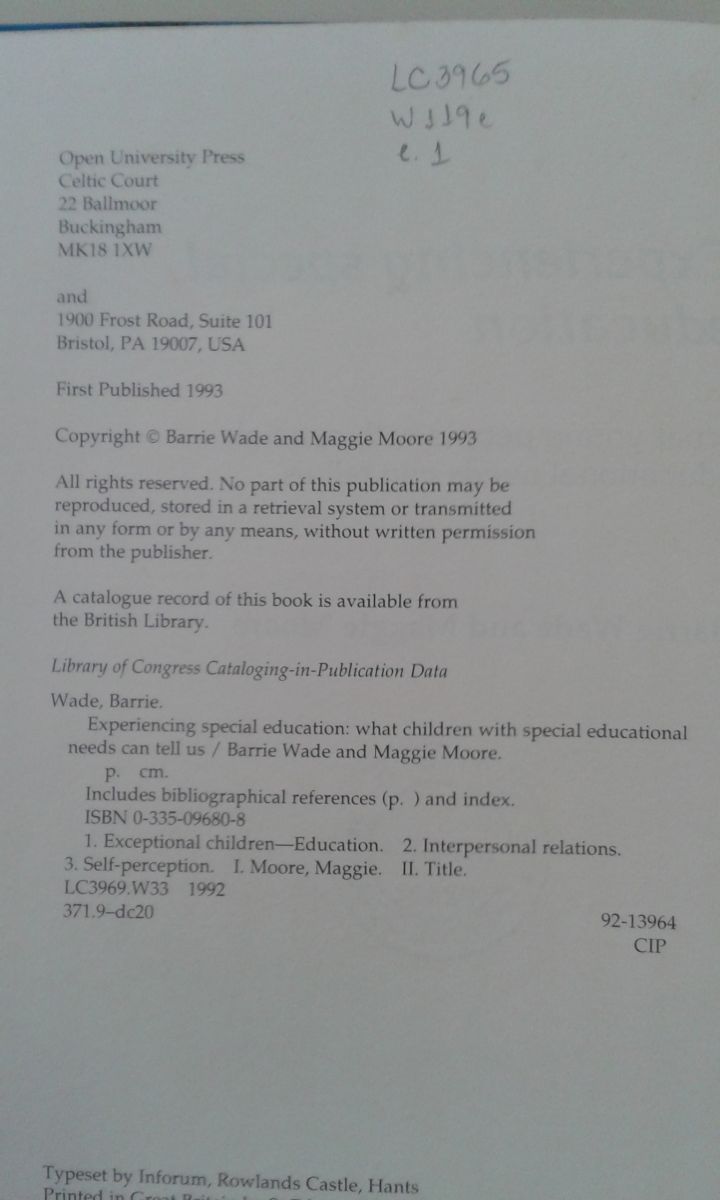 LC3965
W119e
e. 1
Open University Press
Celtic Court
22 Ballmoor
Buckingham
MK18 1XW
and
1900 Frost Road, Suite 101
Bristol, PA 19007, USA
First Published 1993
Copyright © Barrie Wade and Maggie Moore 1993
All rights reserved. No part of this publication may be
reproduced, stored in a retrieval system or transmitted
in any form or by any means, without written permission
from the publisher.
A catalogue record of this book is available from
the British Library.
Library of Congress Cataloging-in-Publication Data
Wade, Barrie.
Experiencing special education: what children with special educational
needs can tell us / Barrie Wade and Maggie Moore.
p. cm.
Includes bibliographical references (p. ) and index.
ISBN 0-335-09680-8
1. Exceptional children—Education. 2. Interpersonal relations.
3. Self-perception. I. Moore, Maggie. II. Title.
LC3969.W33 1992
371.9–dc20
92-13964
CIP
Typeset by Inforum, Rowlands Castle, Hants
Printed in Great Britain by